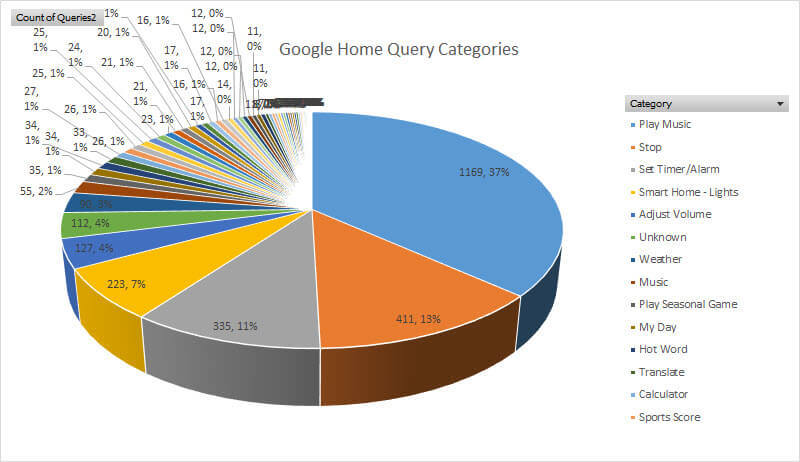 Count of Queries2
Google Home Query Categories
1169, 37%
411, 13%
335, 11%
223, 7%
127, 4%
112, 4%
90, 3%
55, 2%
35, 1%
34, 1%
34, 1%
33, 1%
27, 1%
26, 1%
26, 1%
25, 1%
25, 1%
24, 1%
23, 1%
21, 1%
21, 1%
20, 1%
1%
17, 1%
17, 1%
16, 1%
16, 1%
14, 0%
12, 0%
12, 0%
12, 0%
11, 0%
11, 0%
Category
Play Music
Stop
Set Timer/Alarm
Smart Home - Lights
Adjust Volume
Unknown
Weather
Music
Play Seasonal Game
My Day
Hot Word
Translate
Calculator
Sports Score